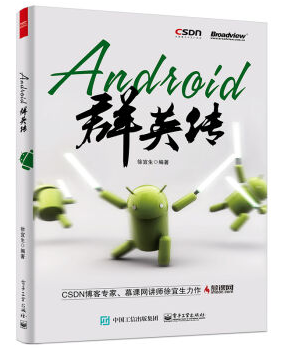 CSDN
Broadview®
Android
群英传
徐宜生◎编著
Android 群英传
徐宜生◎编著
CSDN博客专家、慕课网讲师徐宜生力作
慕课网
中国工信出版集团
電子工業出版社